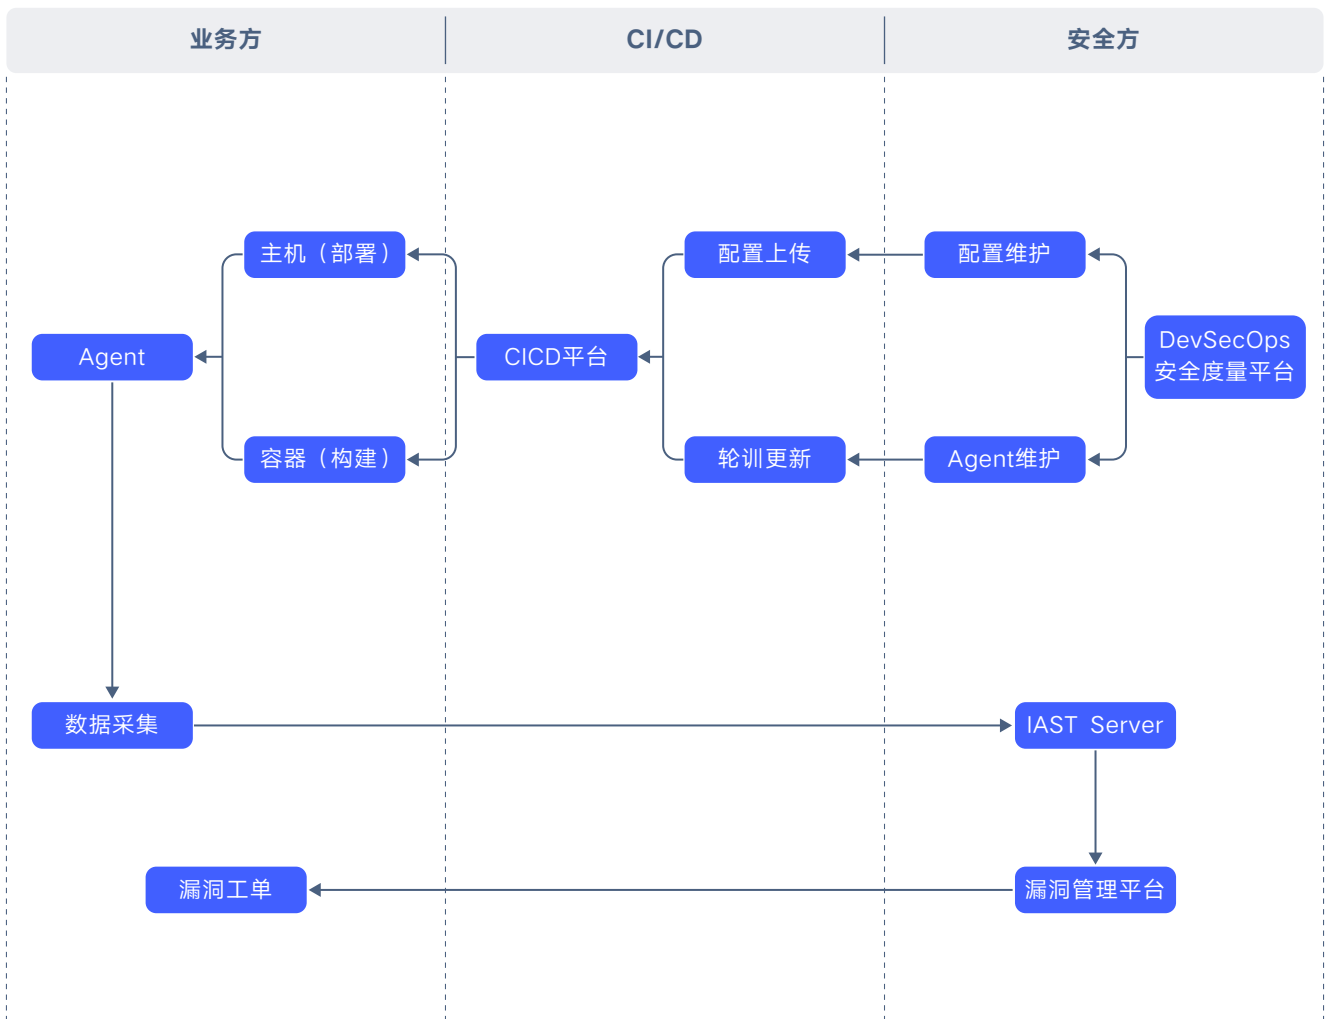 业务方
CI/CD
安全方
主机（部署）
配置上传
配置维护
Agent
CICD平台
DevSecOps
安全度量平台
容器（构建）
轮训更新
Agent维护
数据采集
IAST Server
漏洞工单
漏洞管理平台